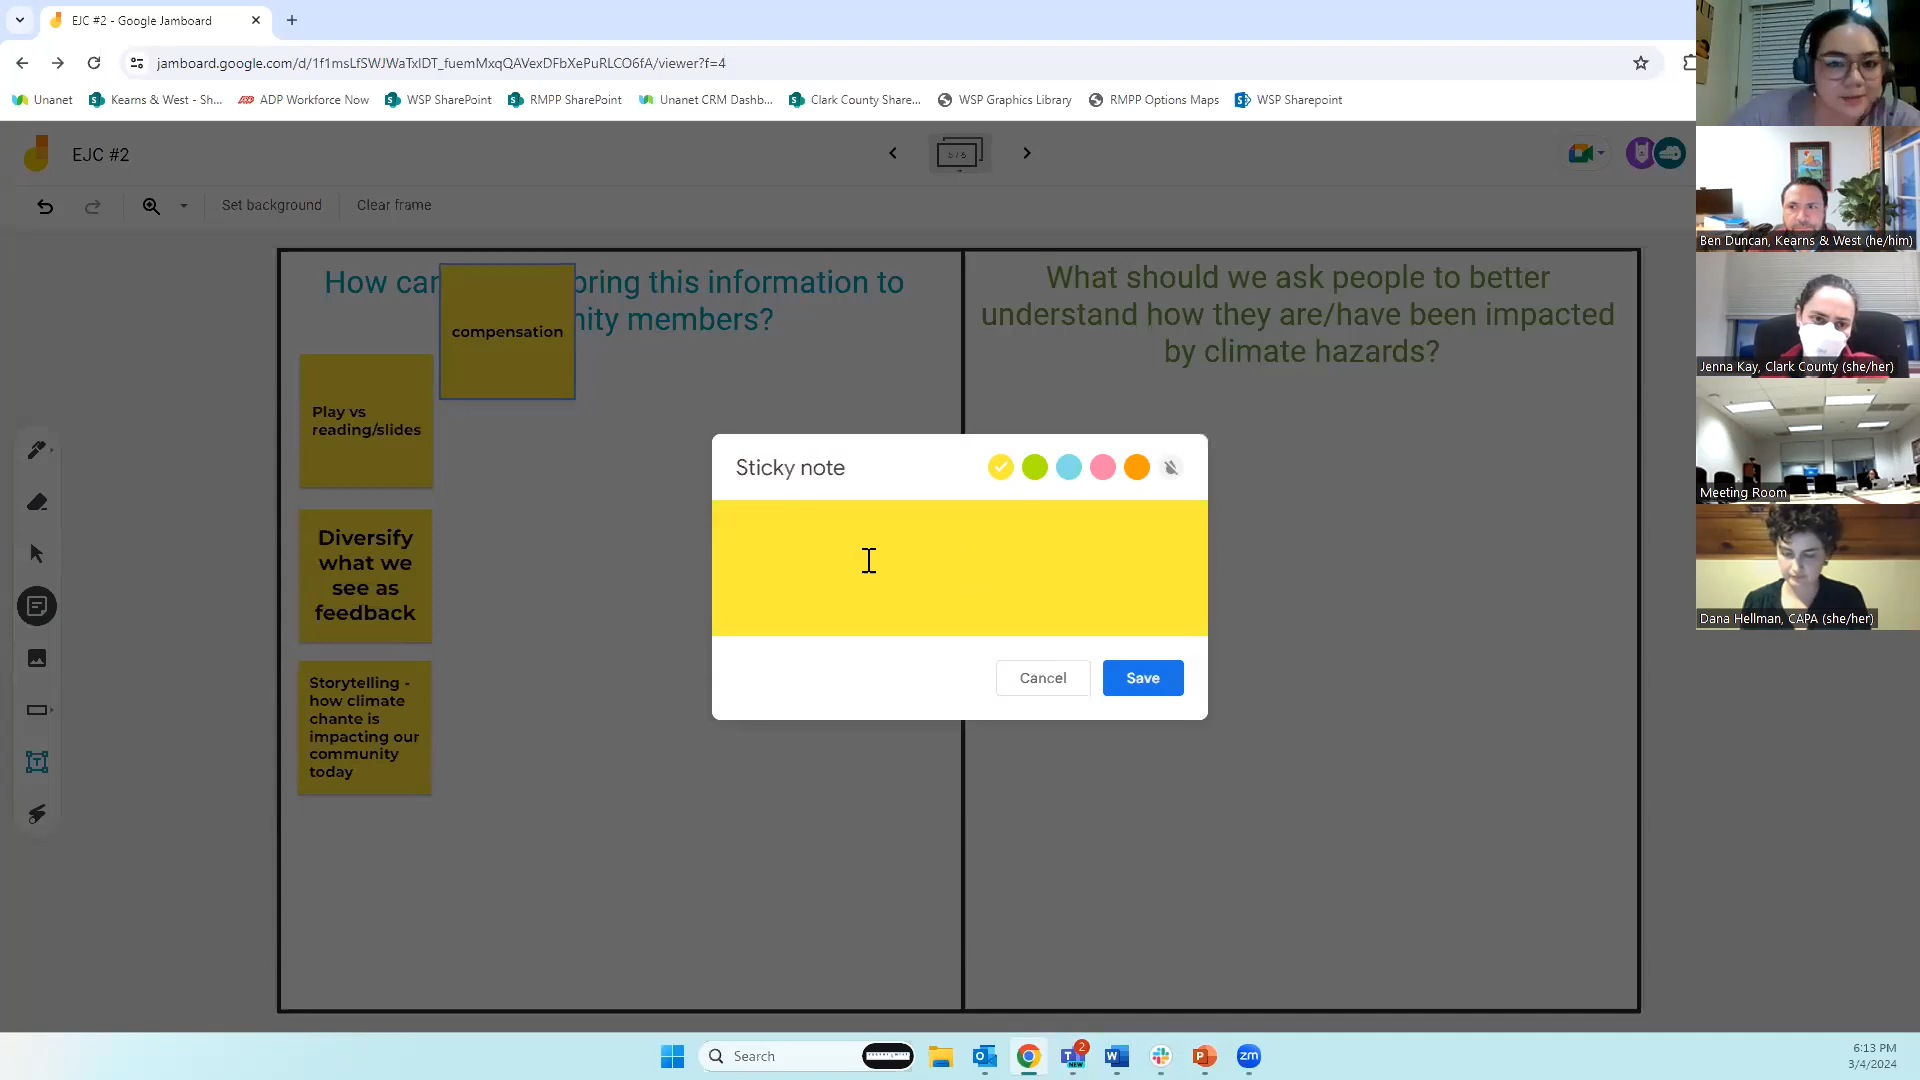 EJC #2 - Google Jamboard
jamboard.google.com/d/1f1msLfSWJWaTxlDT_fuemMxqQAVexDFbXePuRLCO6fA/viewer?f=4
Unanet
Kearns & West - Sh...
ADP Workforce Now
WSP SharePoint
RMPP SharePoint
Unanet CRM Dashb...
Clark County Share...
WSP Graphics Library
RMPP Options Maps
WSP Sharepoint
EJC #2
Set background
Clear frame
How can
bring this information to
nity members?
compensation
Play vs
reading/slides
Diversify
what we
see as
feedback
Storytelling -
how climate
chante is
impacting our
community
today
What should we ask people to better
understand how they are/have been impacted
by climate hazards?
Sticky note
Cancel
Save
Ben Duncan, Kearns & West (he/him)
Jenna Kay, Clark County (she/her)
Meeting Room
Dana Hellman, CAPA (she/her)
Search
2
NEW
zm
6:13 PM
3/4/2024